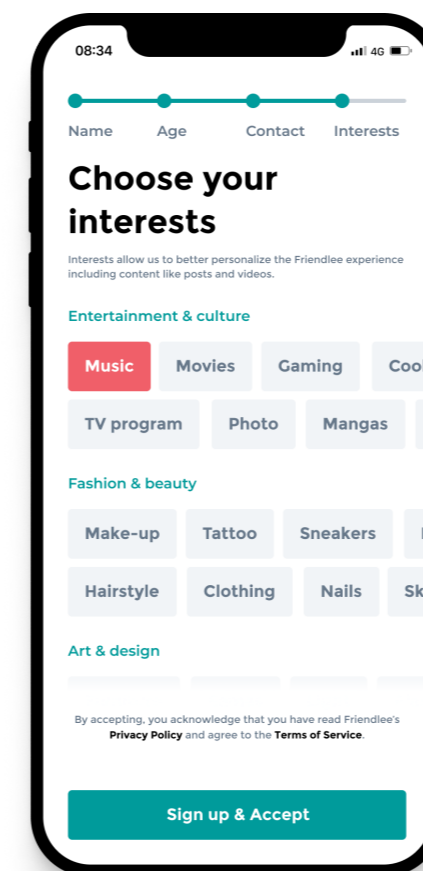 08:34 4G
Name Age Contact Interests
Choose your
interests
Interests allow us to better personalize the Friendlee experience
including content like posts and videos.
Entertainment & culture
Music Movies Gaming
TV program Photo Mangas
Fashion & beauty
Make-up Tattoo Sneakers
Hairstyle Clothing Nails
Art & design
By accepting, you acknowledge that you have read Friendlee's
Privacy Policy and agree to the Terms of Service.
Sign up & Accept